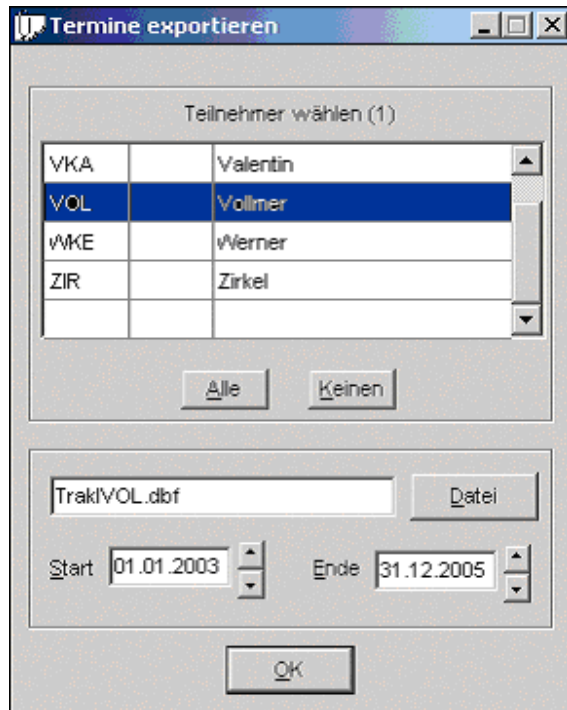 Termine exportieren
Teilnehmer wählen (1)
VKA Valentin
VOL Vollmer
WKE Werner
ZIR Zirkel
Alle Keinen
TraklVOL.dbf Datei
Start 01.01.2003 Ende 31.12.2005
OK